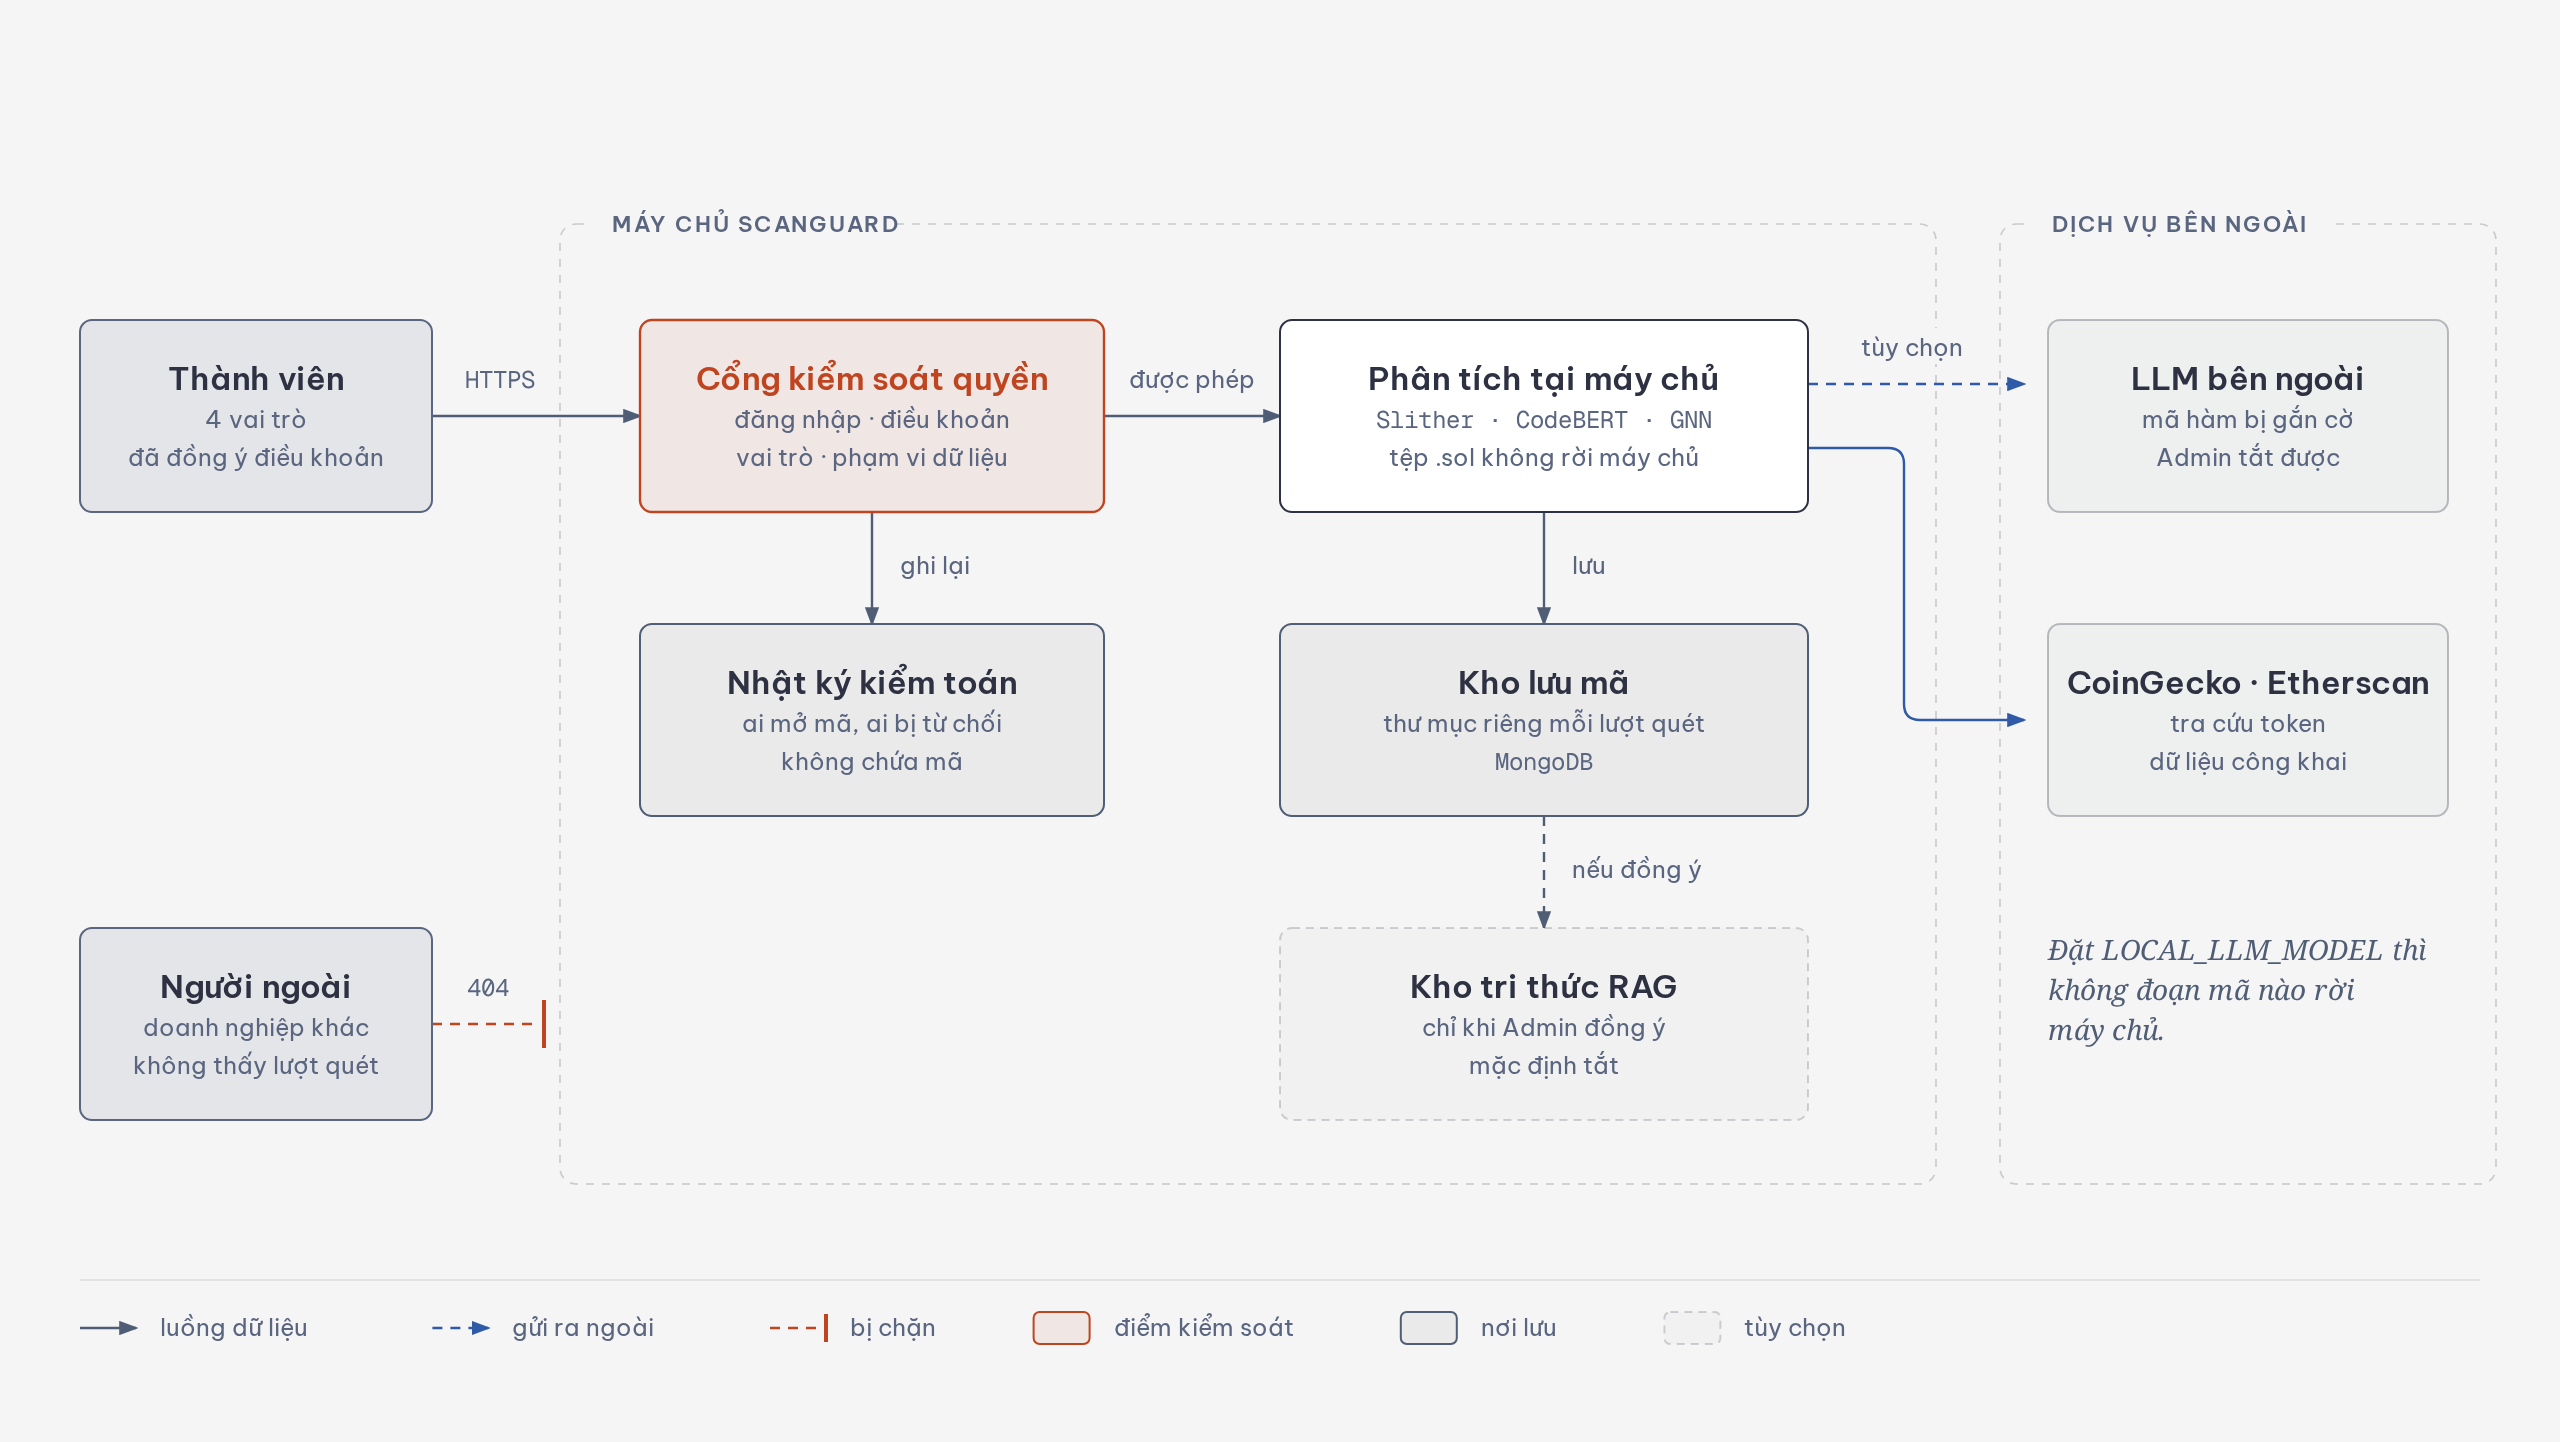 MÁY CHỦ SCANGUARD
DỊCH VỤ BÊN NGOÀI
Thành viên
4 vai trò
đã đồng ý điều khoản
HTTPS
Cổng kiểm soát quyền
đăng nhập · điều khoản
vai trò · phạm vi dữ liệu
được phép
Phân tích tại máy chủ
Slither · CodeBERT · GNN
tệp .sol không rời máy chủ
tùy chọn
LLM bên ngoài
mã hàm bị gắn cờ
Admin tắt được
ghi lại
lưu
Nhật ký kiểm toán
ai mở mã, ai bị từ chối
không chứa mã
Kho lưu mã
thư mục riêng mỗi lượt quét
MongoDB
CoinGecko · Etherscan
tra cứu token
dữ liệu công khai
nếu đồng ý
Người ngoài
doanh nghiệp khác
không thấy lượt quét
404
Kho tri thức RAG
chỉ khi Admin đồng ý
mặc định tắt
Đặt LOCAL_LLM_MODEL thì
không đoạn mã nào rời
máy chủ.
luồng dữ liệu
gửi ra ngoài
bị chặn
điểm kiểm soát
nơi lưu
tùy chọn